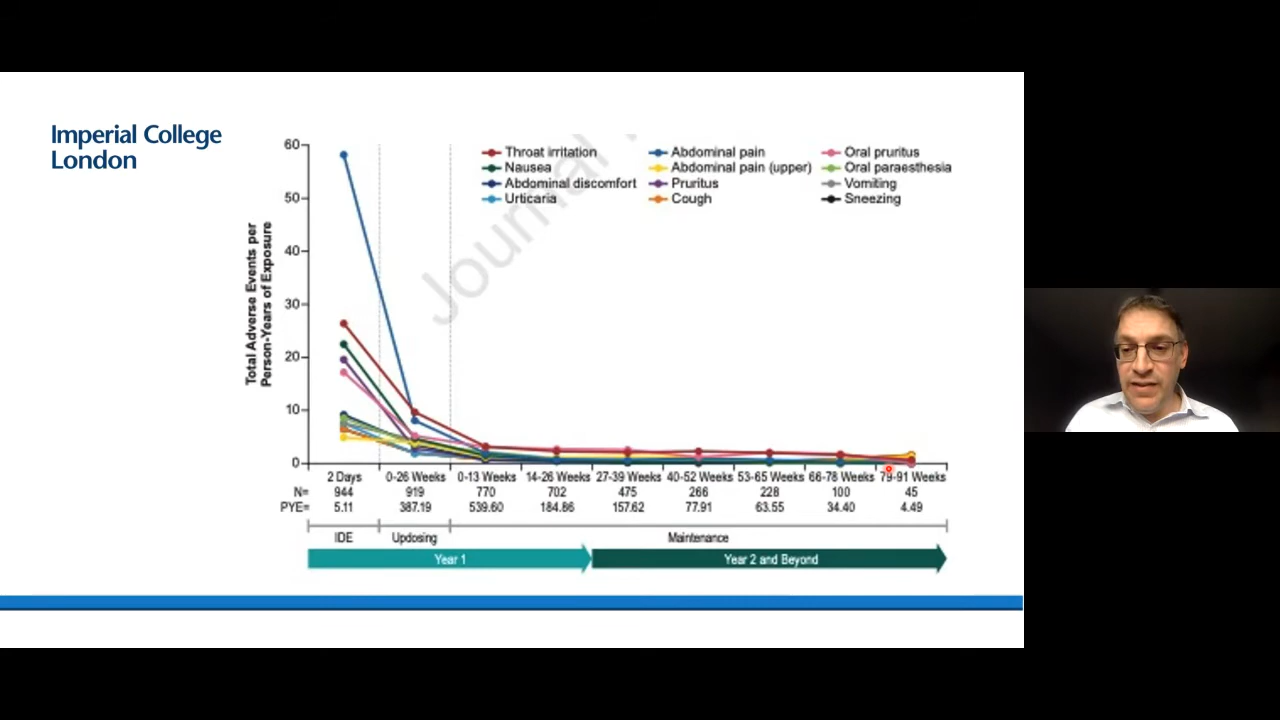 Imperial College
London
Journal
Total Adverse Events per
Person-Years of Exposure
60
50
40
30
20
10
0
Throat irritation
Nausea
Abdominal discomfort
Urticaria
Abdominal pain
Abdominal pain (upper)
Pruritus
Cough
Oral pruritus
Oral paraesthesia
Vomiting
Sneezing
2 Days 0-26 Weeks 0-13 Weeks 14-26 Weeks 27-39 Weeks 40-52 Weeks 53-65 Weeks 66-78 Weeks 79-91 Weeks
N= 944 919 770 702 475 266 228 100 45
PYE= 5.11 387.19 539.60 184.86 157.62 77.91 63.55 34.40 4.49
IDE Updosing Maintenance
Year 1 Year 2 and Beyond